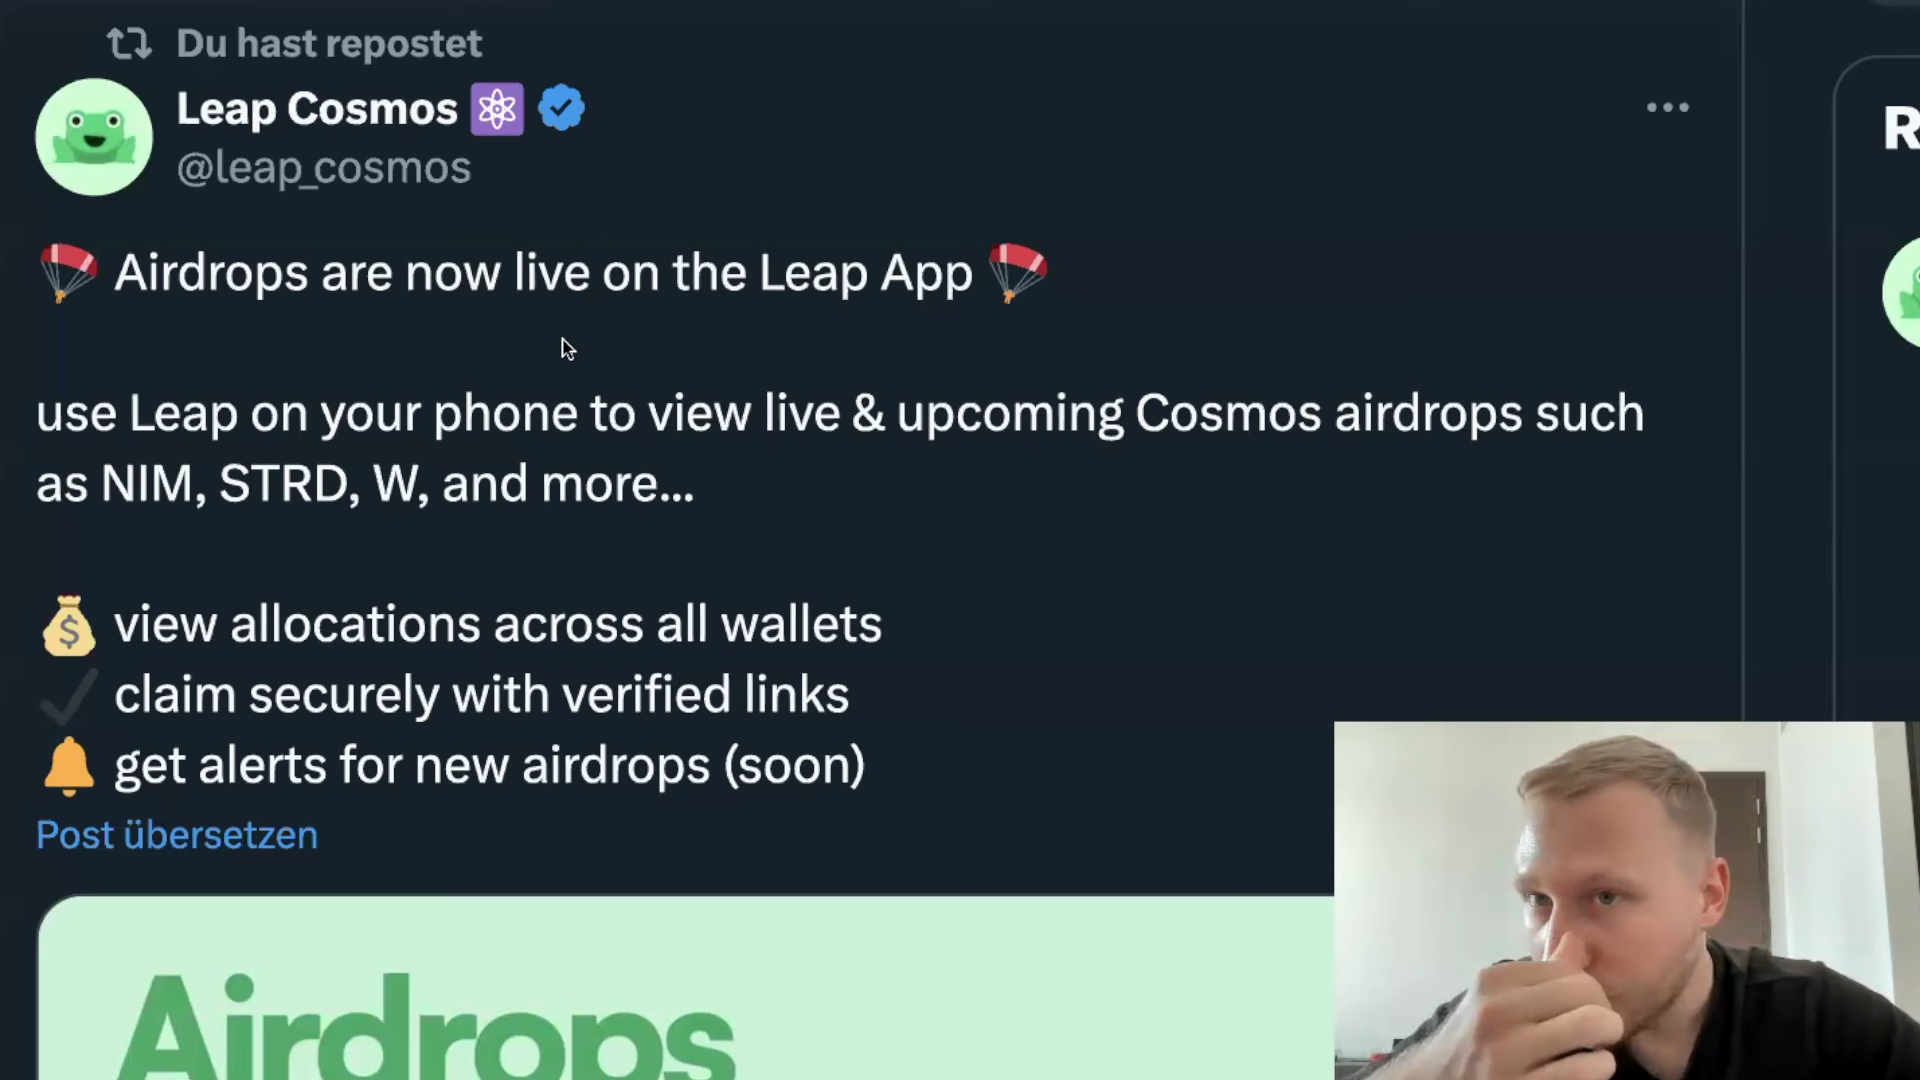 Du hast repostet
Leap Cosmos
@leap_cosmos
Airdrops are now live on the Leap App
use Leap on your phone to view live & upcoming Cosmos airdrops such
as NIM, STRD, W, and more...
view allocations across all wallets
claim securely with verified links
get alerts for new airdrops (soon)
Post übersetzen
Airdrops